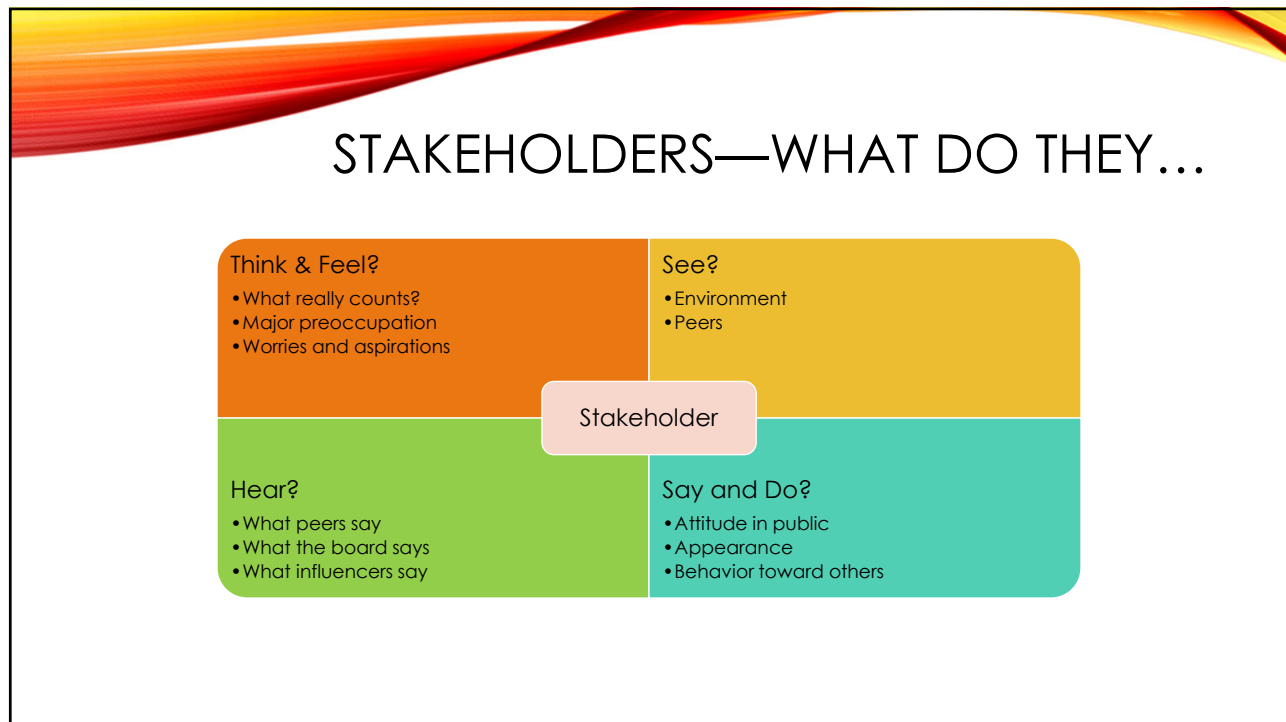 STAKEHOLDERS—WHAT DO THEY…
Think & Feel?
•What really counts?
•Major preoccupation
•Worries and aspirations
See?
•Environment
•Peers
Stakeholder
Hear?
•What peers say
•What the board says
•What influencers say
Say and Do?
•Attitude in public
•Appearance
•Behavior toward others